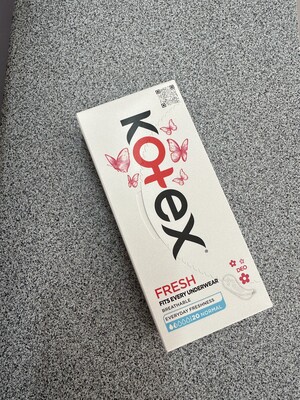 Kotex
FRESH
FITS EVERY UNDERWEAR
BREATHABLE
EVERYDAY FRESHNESS
20 NORMAL
DEO